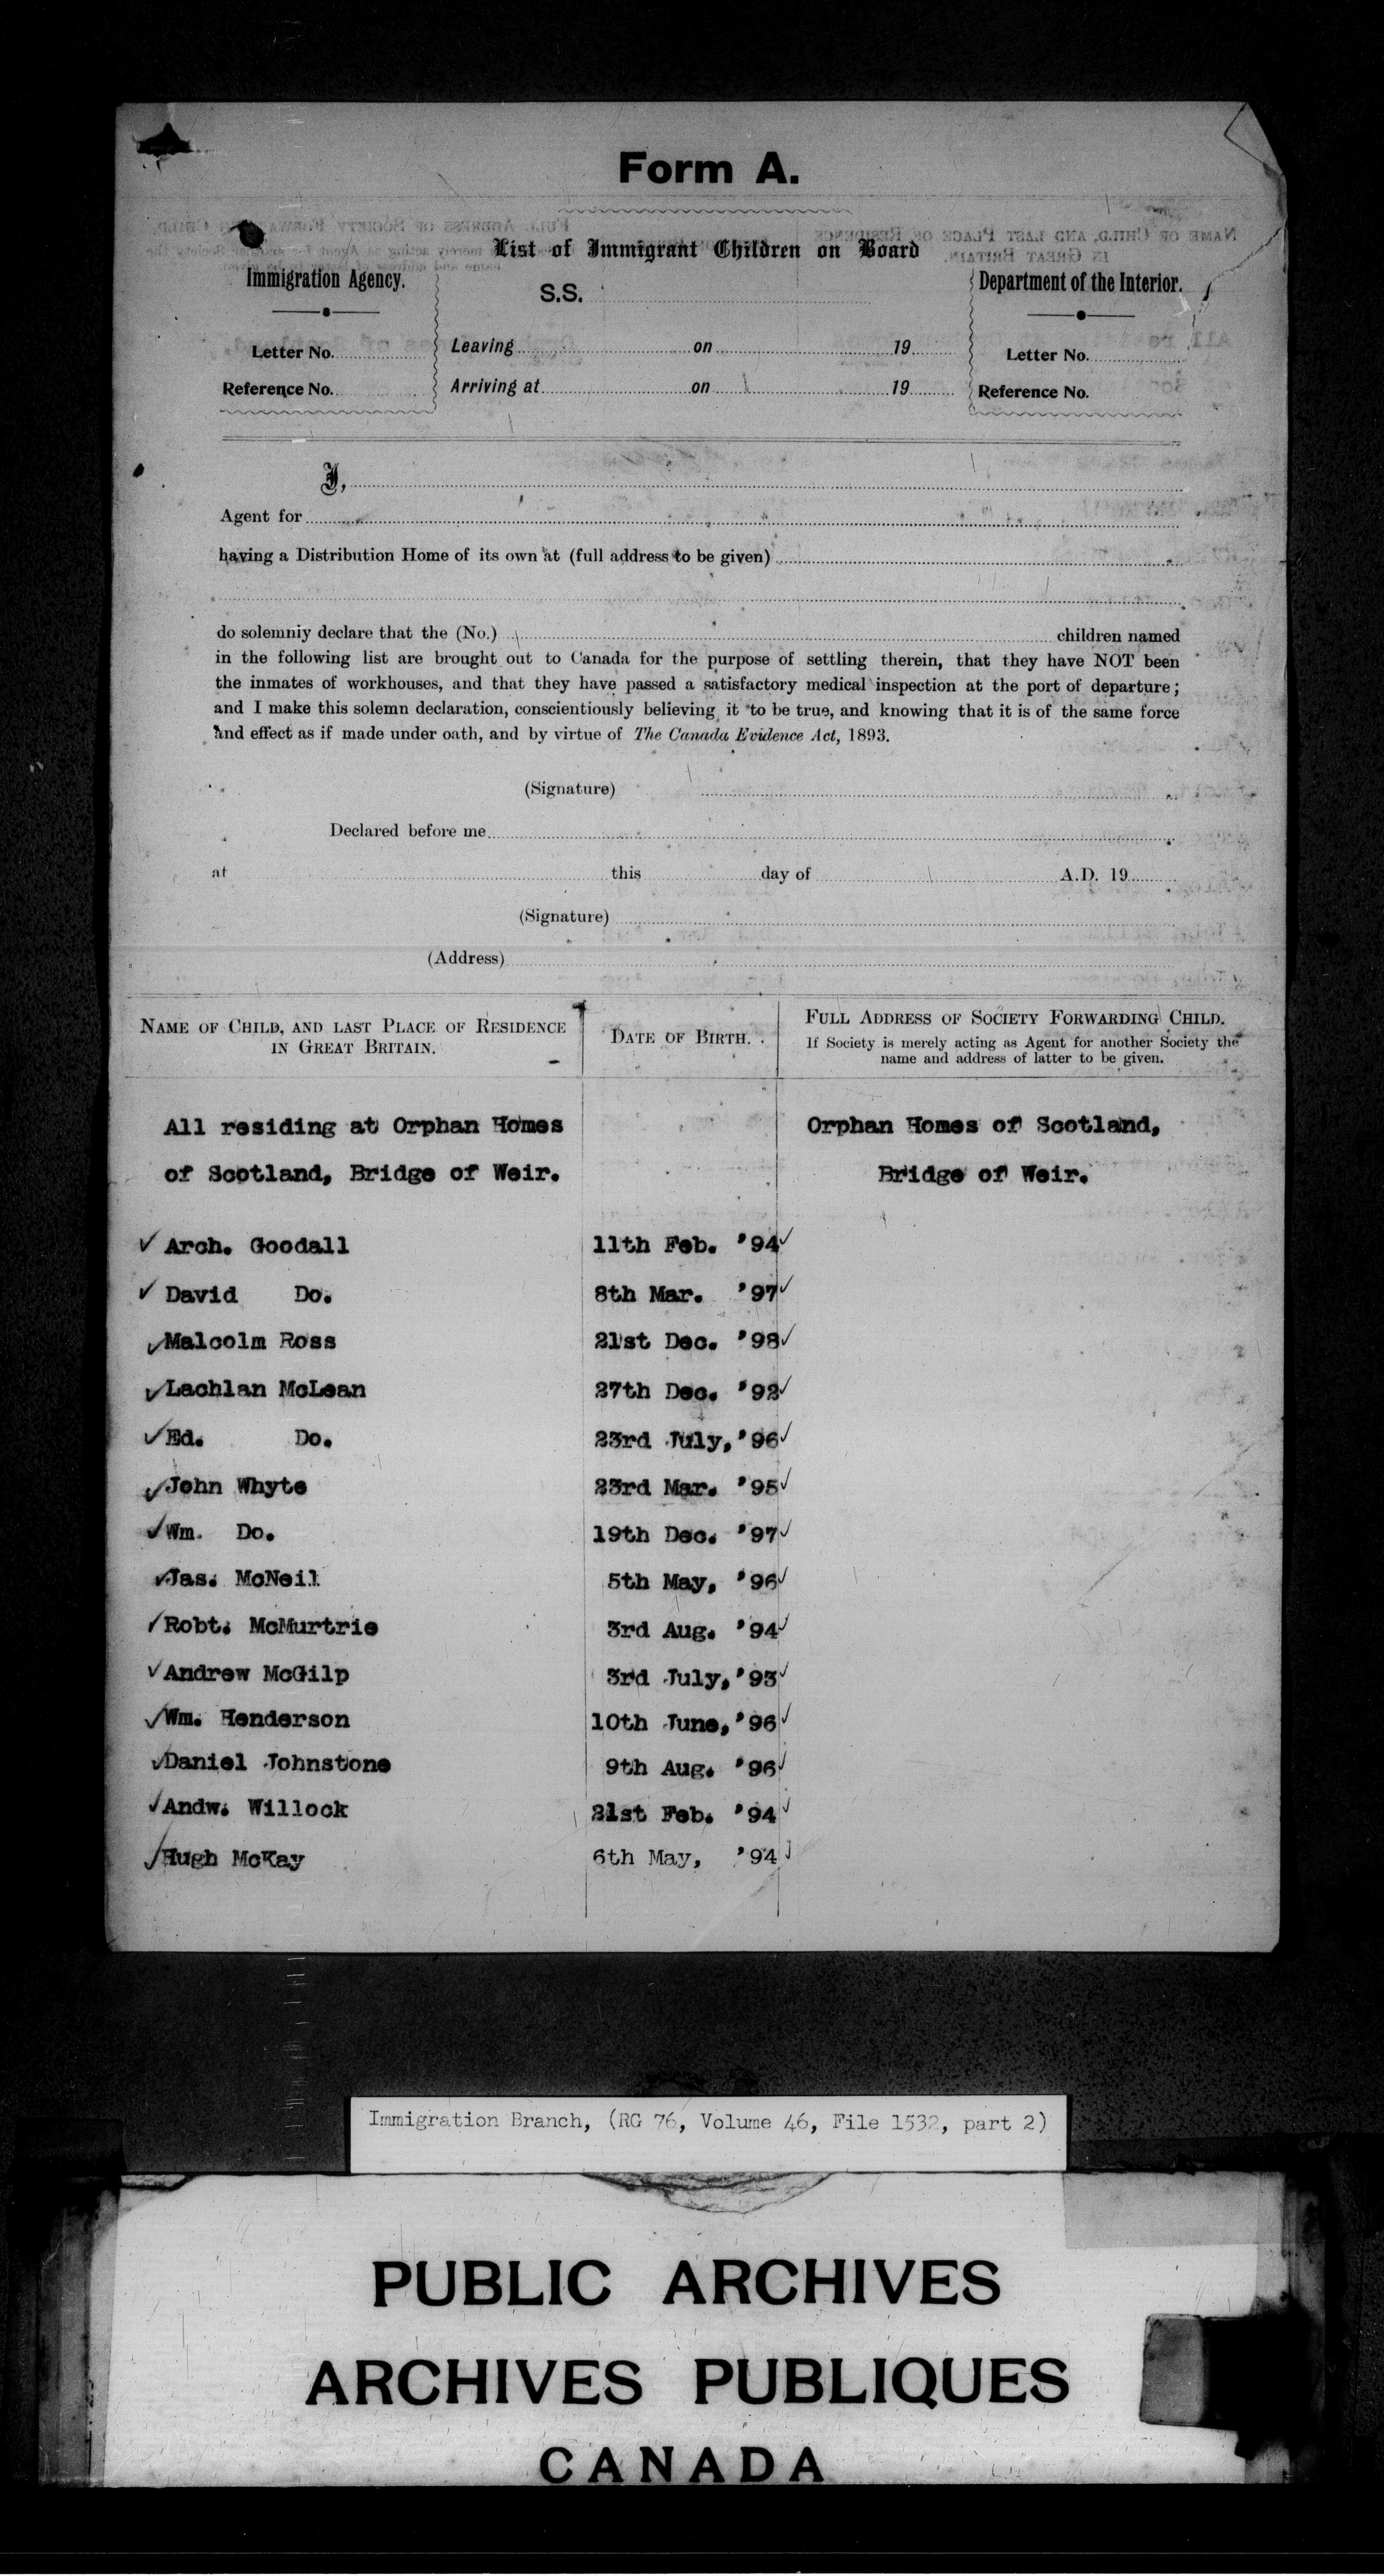 Form A.
List of Immigrant Children on Board
Immigration Agency.
S.S.
Department of the Interior.
Letter No.
Leaving on 19
Letter No.
Reference No.
Arriving at on 19
Reference No.
I,
Agent for
having a Distribution Home of its own at (full address to be given)
do solemnly declare that the (No.) children named
in the following list are brought out to Canada for the purpose of settling therein, that they have NOT been
the inmates of workhouses, and that they have passed a satisfactory medical inspection at the port of departure;
and I make this solemn declaration, conscientiously believing it to be true, and knowing that it is of the same force
and effect as if made under oath, and by virtue of The Canada Evidence Act, 1893.
(Signature)
Declared before me
at this day of A.D. 19
(Signature)
(Address)
NAME OF CHILD, AND LAST PLACE OF RESIDENCE
IN GREAT BRITAIN.
DATE OF BIRTH.
FULL ADDRESS OF SOCIETY FORWARDING CHILD.
If Society is merely acting as Agent for another Society the
name and address of latter to be given.
All residing at Orphan Homes
of Scotland, Bridge of Weir.
Orphan Homes of Scotland,
Bridge of Weir.
✓ Arch. Goodall 11th Feb. '94 ✓
✓ David Do. 8th Mar. '97 ✓
✓ Malcolm Ross 21st Dec. '98 ✓
✓ Lachlan McLean 27th Dec. '92 ✓
✓ Ed. Do. 23rd July, '96 ✓
✓ John Whyte 23rd Mar. '95 ✓
✓ Wm. Do. 19th Dec. '97 ✓
✓ Jas. McNeil 5th May, '96 ✓
✓ Robt. McMurtrie 3rd Aug. '94 ✓
✓ Andrew McGilp 3rd July, '93 ✓
✓ Wm. Henderson 10th June, '96 ✓
✓ Daniel Johnstone 9th Aug. '96 ✓
✓ Andw. Willock 21st Feb. '94 ✓
✓ Hugh McKay 6th May, '94 ✓
Immigration Branch, (RG 76, Volume 46, File 1532, part 2)
PUBLIC ARCHIVES
ARCHIVES PUBLIQUES
CANADA